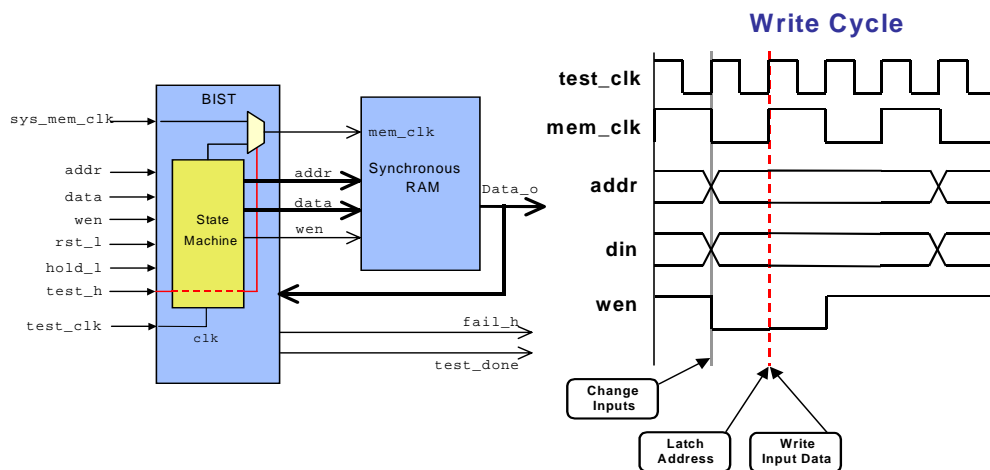 Write Cycle
BIST
sys_mem_clk
addr
data
wen
rst_l
hold_l
test_h
test_clk
State
Machine
clk
addr
data
wen
mem_clk
Synchronous
RAM
Data_o
fail_h
test_done
test_clk
mem_clk
addr
din
wen
Change
Inputs
Latch
Address
Write
Input Data